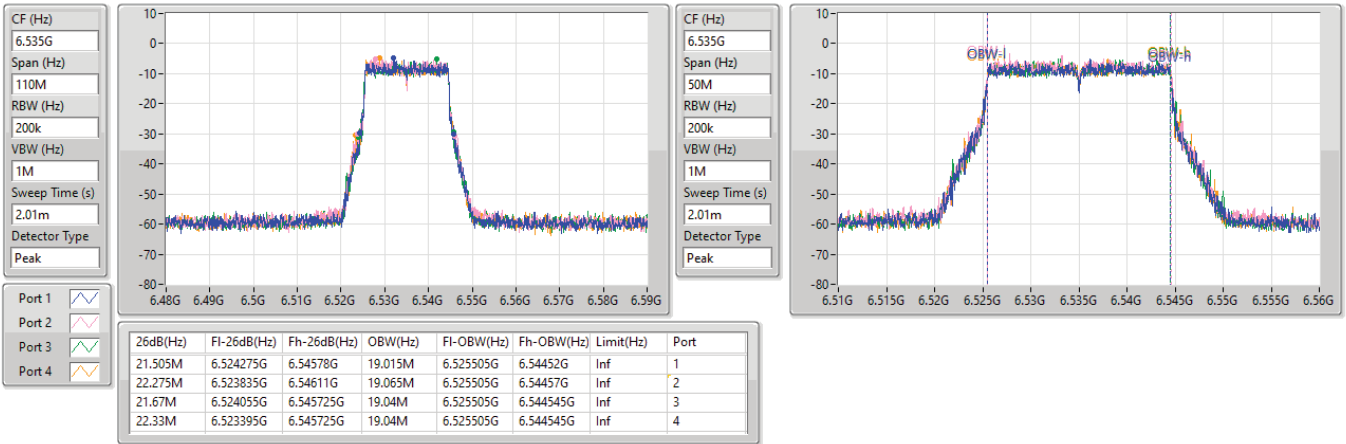 CF (Hz)
6.535G
Span (Hz)
110M
RBW (Hz)
200k
VBW (Hz)
1M
Sweep Time (s)
2.01m
Detector Type
Peak
10-
0-
-10-
-20-
-30-
-40-
-50-
-60-
-70-
-80-
6.48G 6.49G 6.5G 6.51G 6.52G 6.53G 6.54G 6.55G 6.56G 6.57G 6.58G 6.59G
CF (Hz)
6.535G
Span (Hz)
50M
RBW (Hz)
200k
VBW (Hz)
1M
Sweep Time (s)
2.01m
Detector Type
Peak
10-
0-
-10-
-20-
-30-
-40-
-50-
-60-
-70-
-80-
OBW-l OBW-h
6.51G 6.515G 6.52G 6.525G 6.53G 6.535G 6.54G 6.545G 6.55G 6.555G 6.56G
Port 1
Port 2
Port 3
Port 4
26dB(Hz) Fl-26dB(Hz) Fh-26dB(Hz) OBW(Hz) Fl-OBW(Hz) Fh-OBW(Hz) Limit(Hz) Port
21.505M 6.524275G 6.54578G 19.015M 6.525505G 6.54452G Inf 1
22.275M 6.523835G 6.54611G 19.065M 6.525505G 6.54457G Inf 2
21.67M 6.524055G 6.545725G 19.04M 6.525505G 6.544545G Inf 3
22.33M 6.523395G 6.545725G 19.04M 6.525505G 6.544545G Inf 4